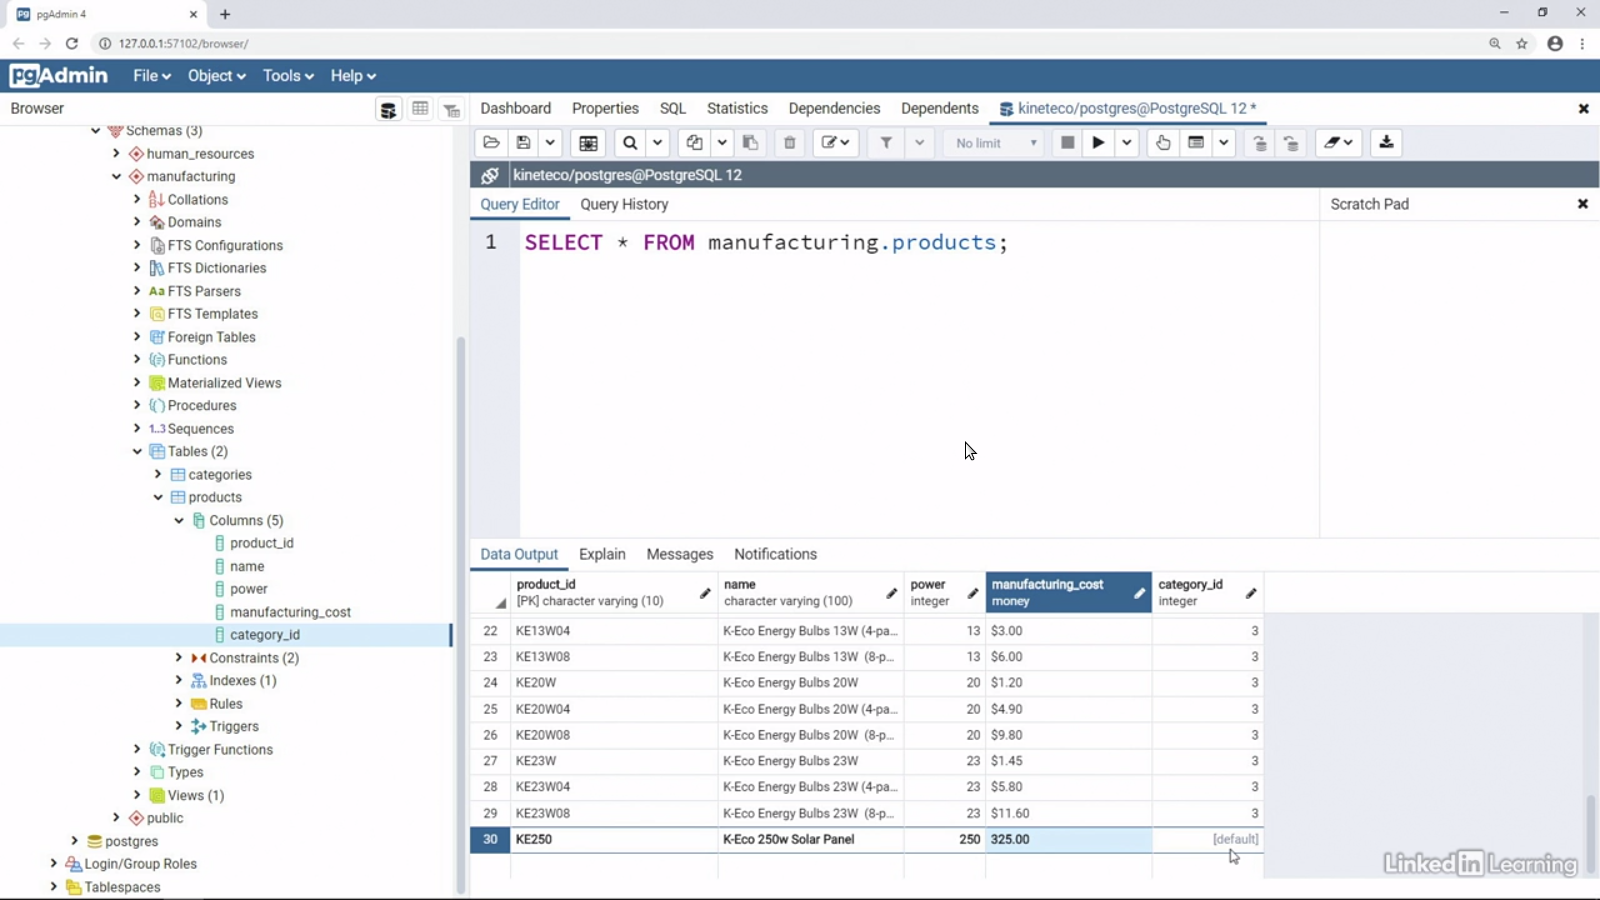 pgAdmin 4
127.0.0.1:57102/browser/
pgAdmin File Object Tools Help
Browser
Dashboard Properties SQL Statistics Dependencies Dependents kineteco/postgres@PostgreSQL 12 *
No limit
kineteco/postgres@PostgreSQL 12
Query Editor Query History
Scratch Pad
1 SELECT * FROM manufacturing.products;
Schemas (3)
human_resources
manufacturing
Collations
Domains
FTS Configurations
FTS Dictionaries
Aa FTS Parsers
FTS Templates
Foreign Tables
Functions
Materialized Views
Procedures
1..3 Sequences
Tables (2)
categories
products
Columns (5)
product_id
name
power
manufacturing_cost
category_id
Constraints (2)
Indexes (1)
Rules
Triggers
Trigger Functions
Types
Views (1)
public
postgres
Login/Group Roles
Tablespaces
Data Output Explain Messages Notifications
product_id name power manufacturing_cost category_id
[PK] character varying (10) character varying (100) integer money integer
22 KE13W04 K-Eco Energy Bulbs 13W (4-pa... 13 $3.00 3
23 KE13W08 K-Eco Energy Bulbs 13W (8-p... 13 $6.00 3
24 KE20W K-Eco Energy Bulbs 20W 20 $1.20 3
25 KE20W04 K-Eco Energy Bulbs 20W (4-pa... 20 $4.90 3
26 KE20W08 K-Eco Energy Bulbs 20W (8-p... 20 $9.80 3
27 KE23W K-Eco Energy Bulbs 23W 23 $1.45 3
28 KE23W04 K-Eco Energy Bulbs 23W (4-pa... 23 $5.80 3
29 KE23W08 K-Eco Energy Bulbs 23W (8-p... 23 $11.60 3
30 KE250 K-Eco 250w Solar Panel 250 325.00 [default]
LinkedIn Learning